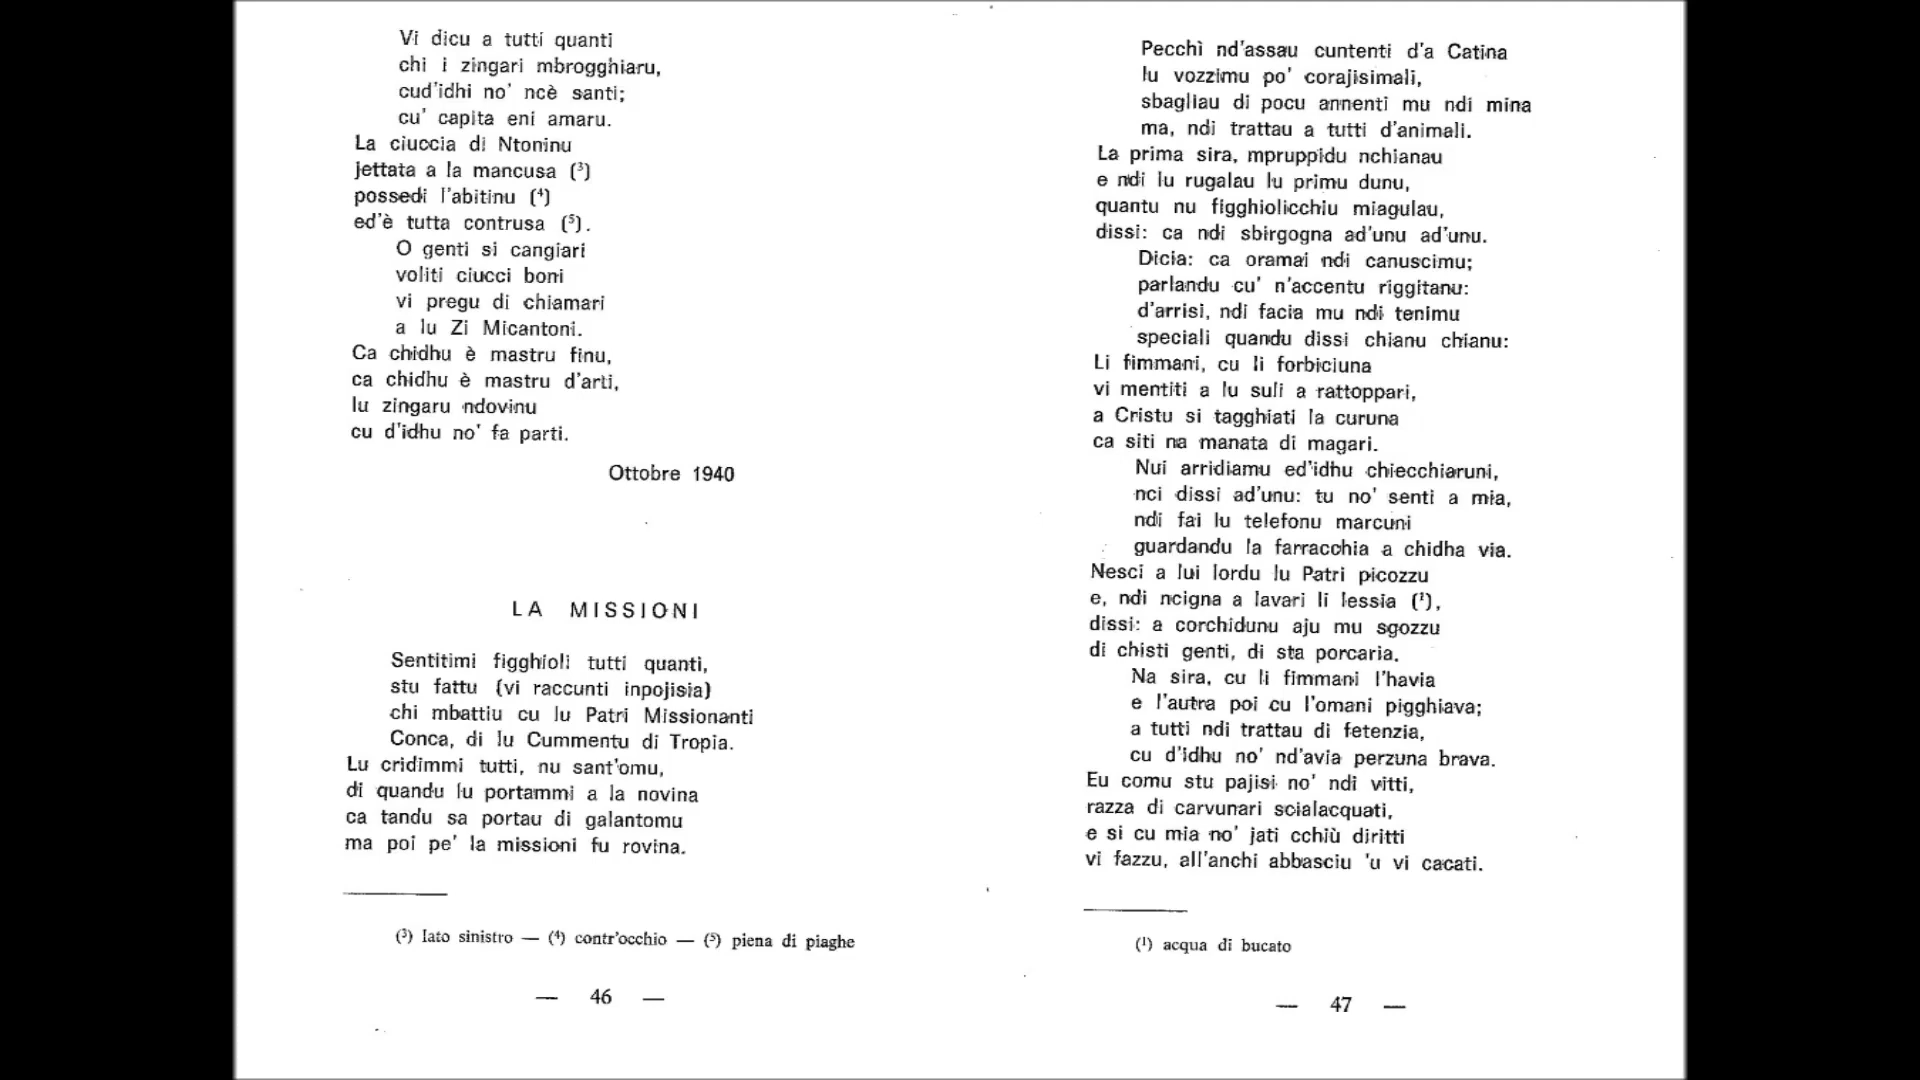 Vi dicu a tutti quanti
chi i zingari mbrogghiaru,
cud'idhi no' ncè santi;
cu' capita eni amaru.
La ciuccia di Ntoninu
jettata a la mancusa (³)
possedi l'abitinu (⁴)
ed'è tutta contrusa (⁵).
O genti si cangiari
voliti ciucci boni
vi pregu di chiamari
a lu Zi Micantoni.
Ca chidhu è mastru finu,
ca chidhu è mastru d'arti,
lu zingaru ndovinu
cu d'idhu no' fa parti.
Ottobre 1940
LA MISSIONI
Sentitimi figghioli tutti quanti,
stu fattu (vi raccunti inpojisia)
chi mbattiu cu lu Patri Missionanti
Conca, di lu Cummentu di Tropia.
Lu cridimmi tutti, nu sant'omu,
di quandu lu portammi a la novina
ca tandu sa portau di galantomu
ma poi pe' la missioni fu rovina.
(³) lato sinistro — (⁴) contr'occhio — (⁵) piena di piaghe
— 46 —
Pecchì nd'assau cuntenti d'a Catina
lu vozzimu po' corajisimali,
sbagliau di pocu annenti mu ndi mina
ma, ndi trattau a tutti d'animali.
La prima sira, mpruppidu nchianau
e ndi lu rugalau lu primu dunu,
quantu nu figghiolicchiu miagulau,
dissi: ca ndi sbirgogna ad'unu ad'unu.
Dicia: ca oramai ndi canuscimu;
parlandu cu' n'accentu riggitanu:
d'arrisi, ndi facia mu ndi tenimu
speciali quandu dissi chianu chianu:
Li fimmani, cu li forbiciuna
vi mentiti a lu suli a rattoppari,
a Cristu si tagghiati la curuna
ca siti na manata di magari.
Nui arridiamu ed'idhu chiecchiaruni,
nci dissi ad'unu: tu no' senti a mia,
ndi fai lu telefonu marcuni
guardandu la farracchia a chidha via.
Nesci a lui lordu lu Patri picozzu
e, ndi ncigna a lavari li lessia (¹),
dissi: a corchidunu aju mu sgozzu
di chisti genti, di sta porcaria.
Na sira, cu li fimmani l'havia
e l'autra poi cu l'omani pigghiava;
a tutti ndi trattau di fetenzia,
cu d'idhu no' nd'avia perzuna brava.
Eu comu stu pajisi no' ndi vitti,
razza di carvunari scialacquati,
e si cu mia no' jati cchiù diritti
vi fazzu, all'anchi abbasciu 'u vi cacati.
(¹) acqua di bucato
— 47 —